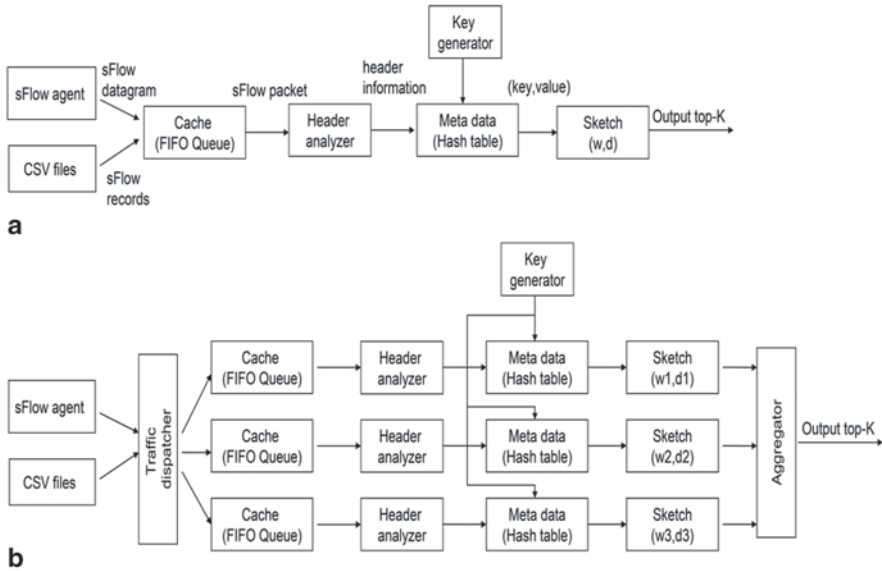 Key
generator
sFlow
datagram
sFlow agent
sFlow packet
header
information
(key,value)
Cache
(FIFO Queue)
Header
analyzer
Meta data
(Hash table)
Sketch
(w,d)
Output top-K
CSV files
sFlow
records
a
Key
generator
sFlow agent
CSV files
Traffic
dispatcher
Cache
(FIFO Queue)
Header
analyzer
Meta data
(Hash table)
Sketch
(w1,d1)
Cache
(FIFO Queue)
Header
analyzer
Meta data
(Hash table)
Sketch
(w2,d2)
Cache
(FIFO Queue)
Header
analyzer
Meta data
(Hash table)
Sketch
(w3,d3)
Aggregator
Output top-K
b